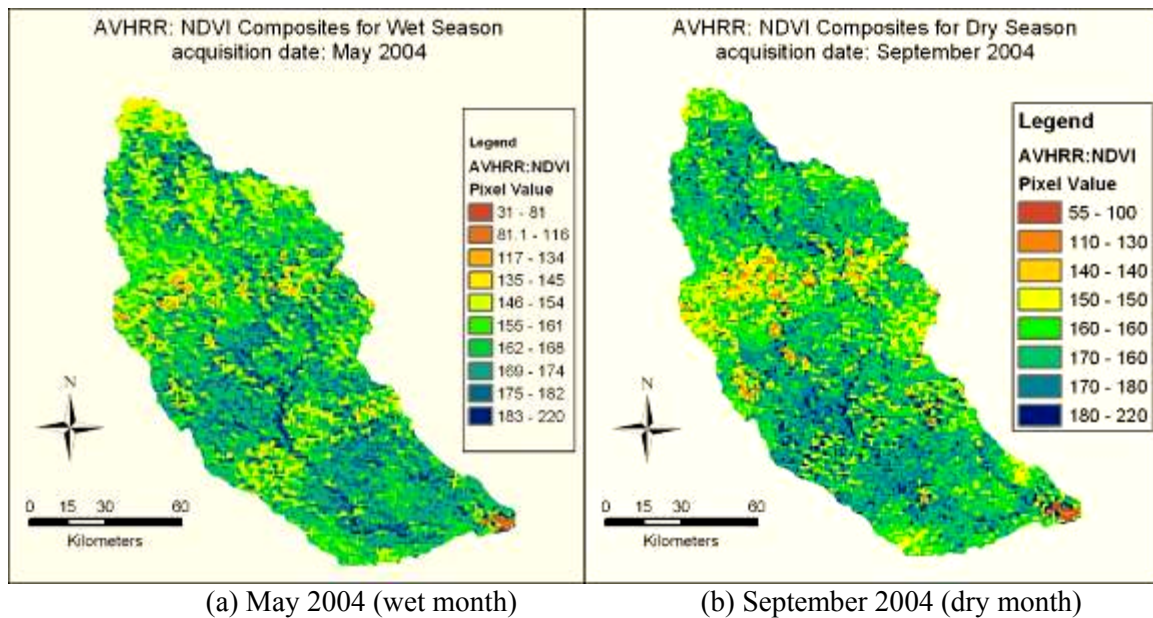 AVHRR: NDVI Composites for Wet Season
acquisition date: May 2004
Legend
AVHRR:NDVI
Pixel Value
31 - 81
81.1 - 116
117 - 134
135 - 145
146 - 154
155 - 161
162 - 168
169 - 174
175 - 182
183 - 220
N
0 15 30 60
Kilometers
AVHRR: NDVI Composites for Dry Season
acquisition date: September 2004
Legend
AVHRR:NDVI
Pixel Value
55 - 100
110 - 130
140 - 140
150 - 150
160 - 160
170 - 160
170 - 180
180 - 220
N
0 15 30 60
Kilometers
(a) May 2004 (wet month)
(b) September 2004 (dry month)